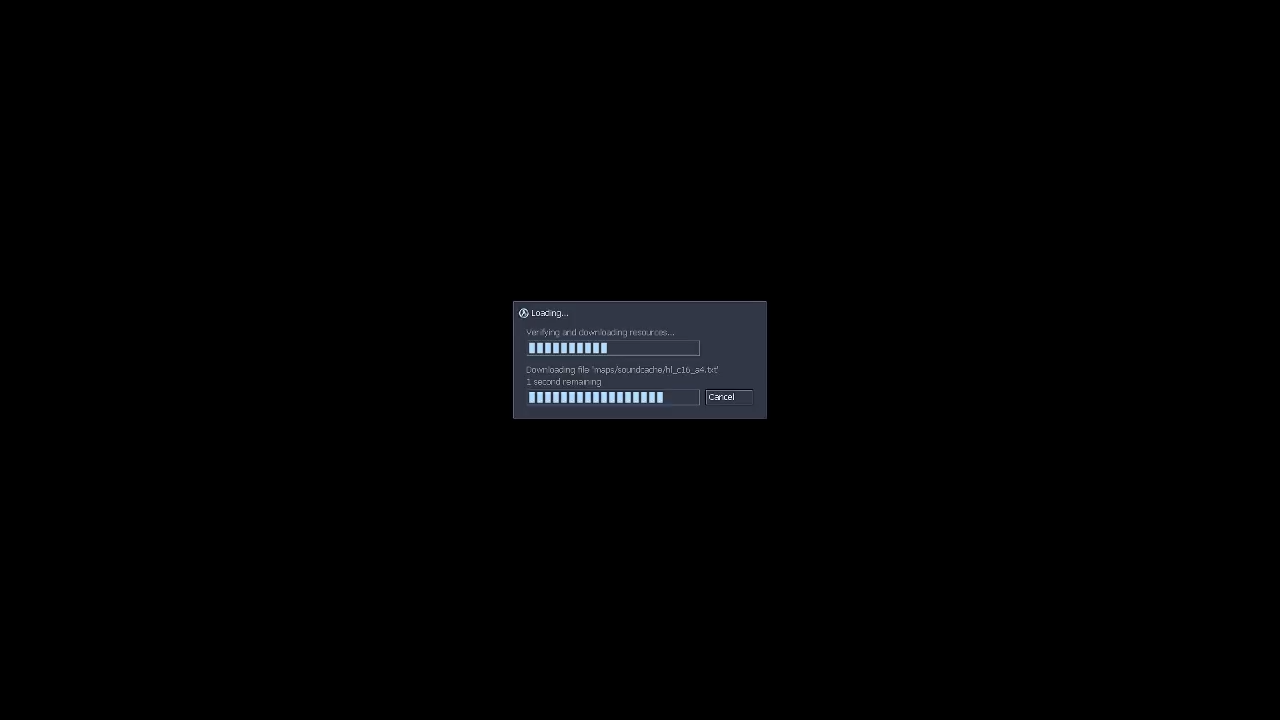 Loading...
Verifying and downloading resources...
Downloading file 'maps/soundcache/hl_c16_a4.txt'
1 second remaining
Cancel